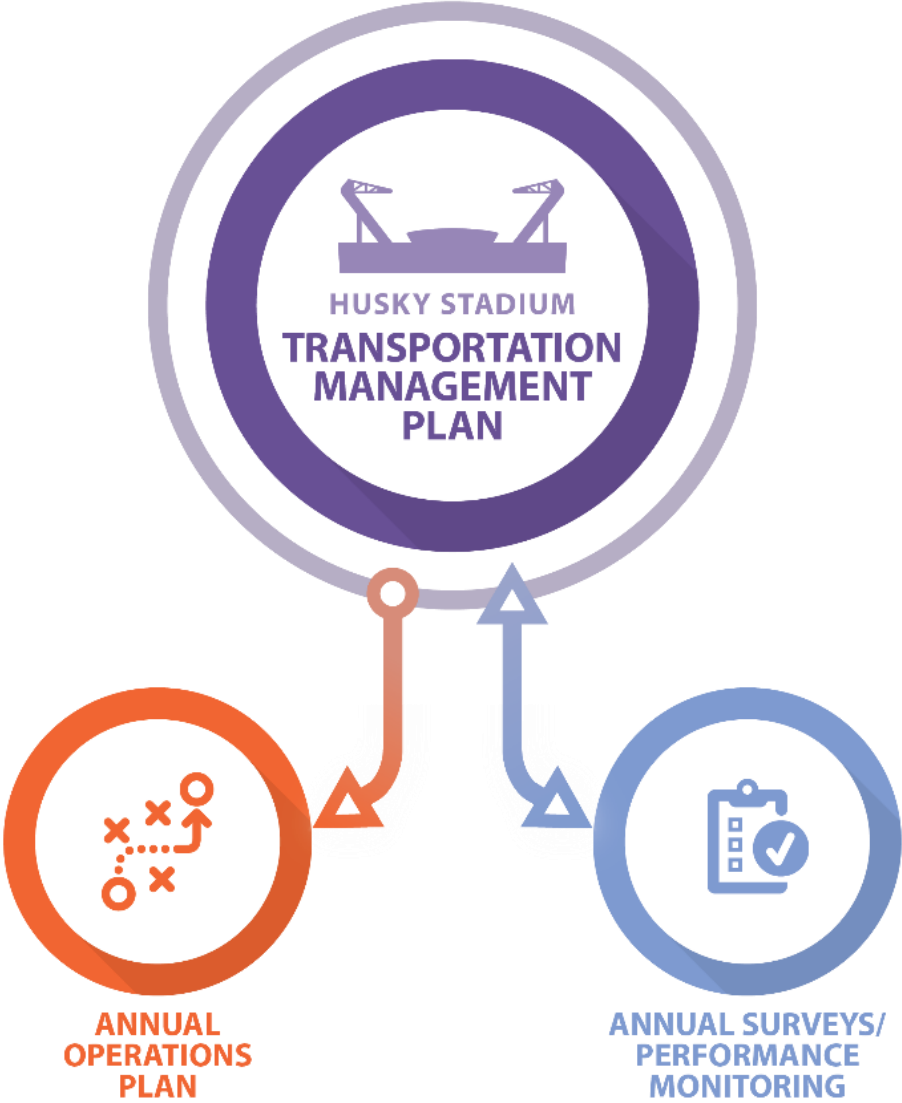 HUSKY STADIUM
TRANSPORTATION
MANAGEMENT
PLAN
ANNUAL
OPERATIONS
PLAN
ANNUAL SURVEYS/
PERFORMANCE
MONITORING